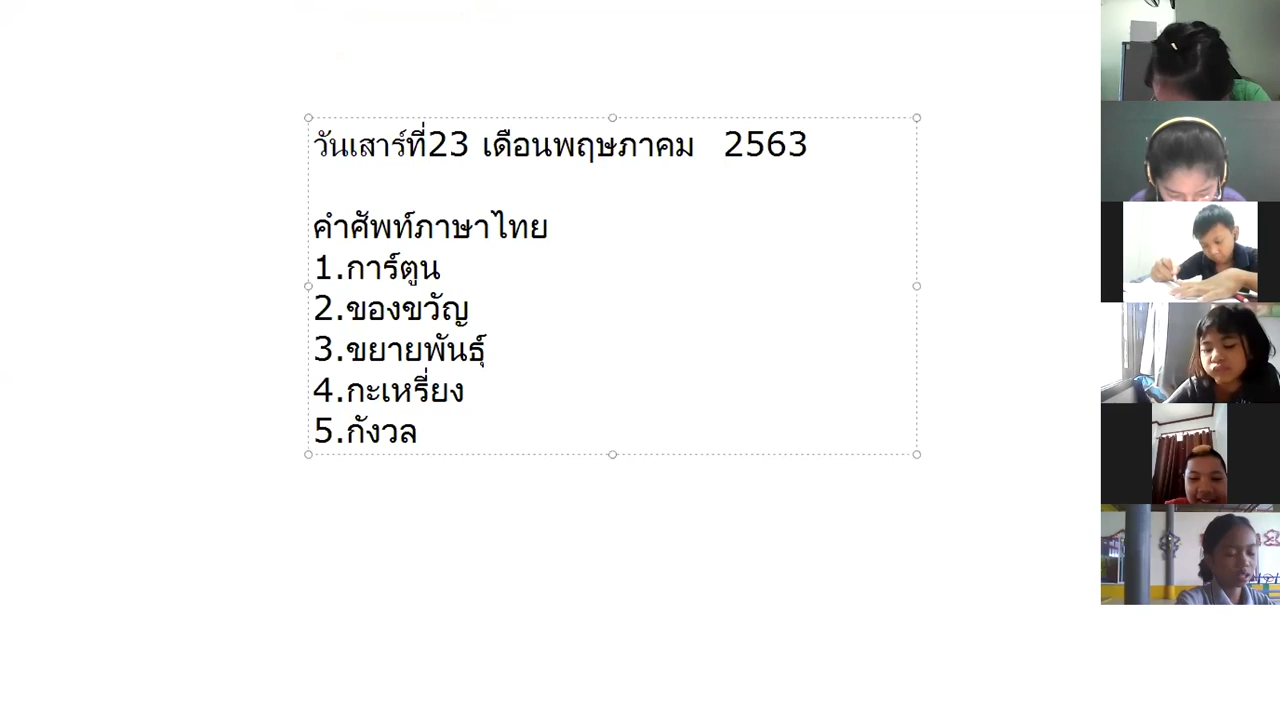 วันเสาร์ที่23 เดือนพฤษภาคม  2563
คำศัพท์ภาษาไทย
1.การ์ตูน
2.ของขวัญ
3.ขยายพันธุ์
4.กะเหรี่ยง
5.กังวล